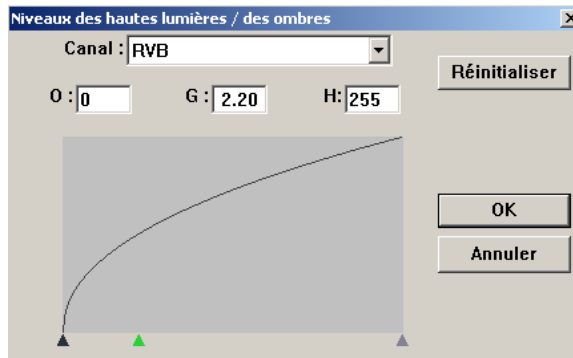 Niveaux des hautes lumières / des ombres
Canal : RVB
Réinitialiser
O : 0 G : 2.20 H: 255
OK
Annuler